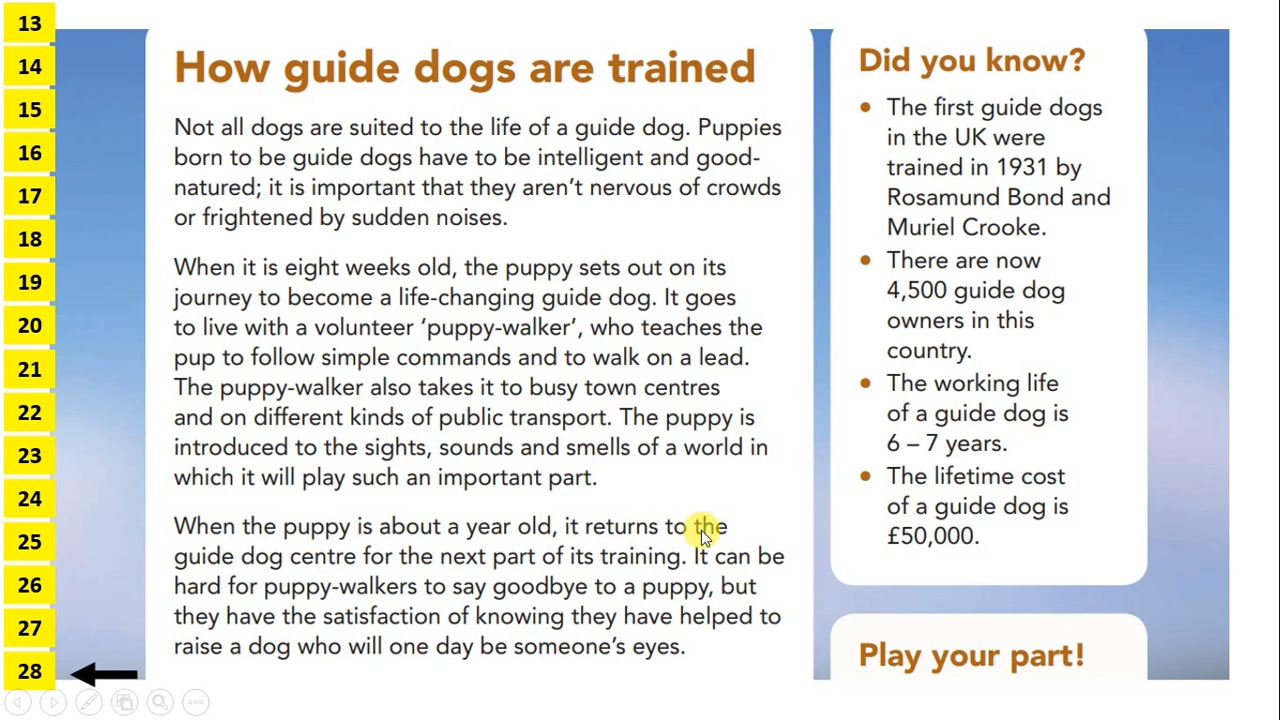 13
14
15
16
17
18
19
20
21
22
23
24
25
26
27
28
How guide dogs are trained
Not all dogs are suited to the life of a guide dog. Puppies
born to be guide dogs have to be intelligent and good-
natured; it is important that they aren’t nervous of crowds
or frightened by sudden noises.
When it is eight weeks old, the puppy sets out on its
journey to become a life-changing guide dog. It goes
to live with a volunteer ‘puppy-walker’, who teaches the
pup to follow simple commands and to walk on a lead.
The puppy-walker also takes it to busy town centres
and on different kinds of public transport. The puppy is
introduced to the sights, sounds and smells of a world in
which it will play such an important part.
When the puppy is about a year old, it returns to the
guide dog centre for the next part of its training. It can be
hard for puppy-walkers to say goodbye to a puppy, but
they have the satisfaction of knowing they have helped to
raise a dog who will one day be someone’s eyes.
Did you know?
• The first guide dogs
in the UK were
trained in 1931 by
Rosamund Bond and
Muriel Crooke.
• There are now
4,500 guide dog
owners in this
country.
• The working life
of a guide dog is
6 – 7 years.
• The lifetime cost
of a guide dog is
£50,000.
Play your part!